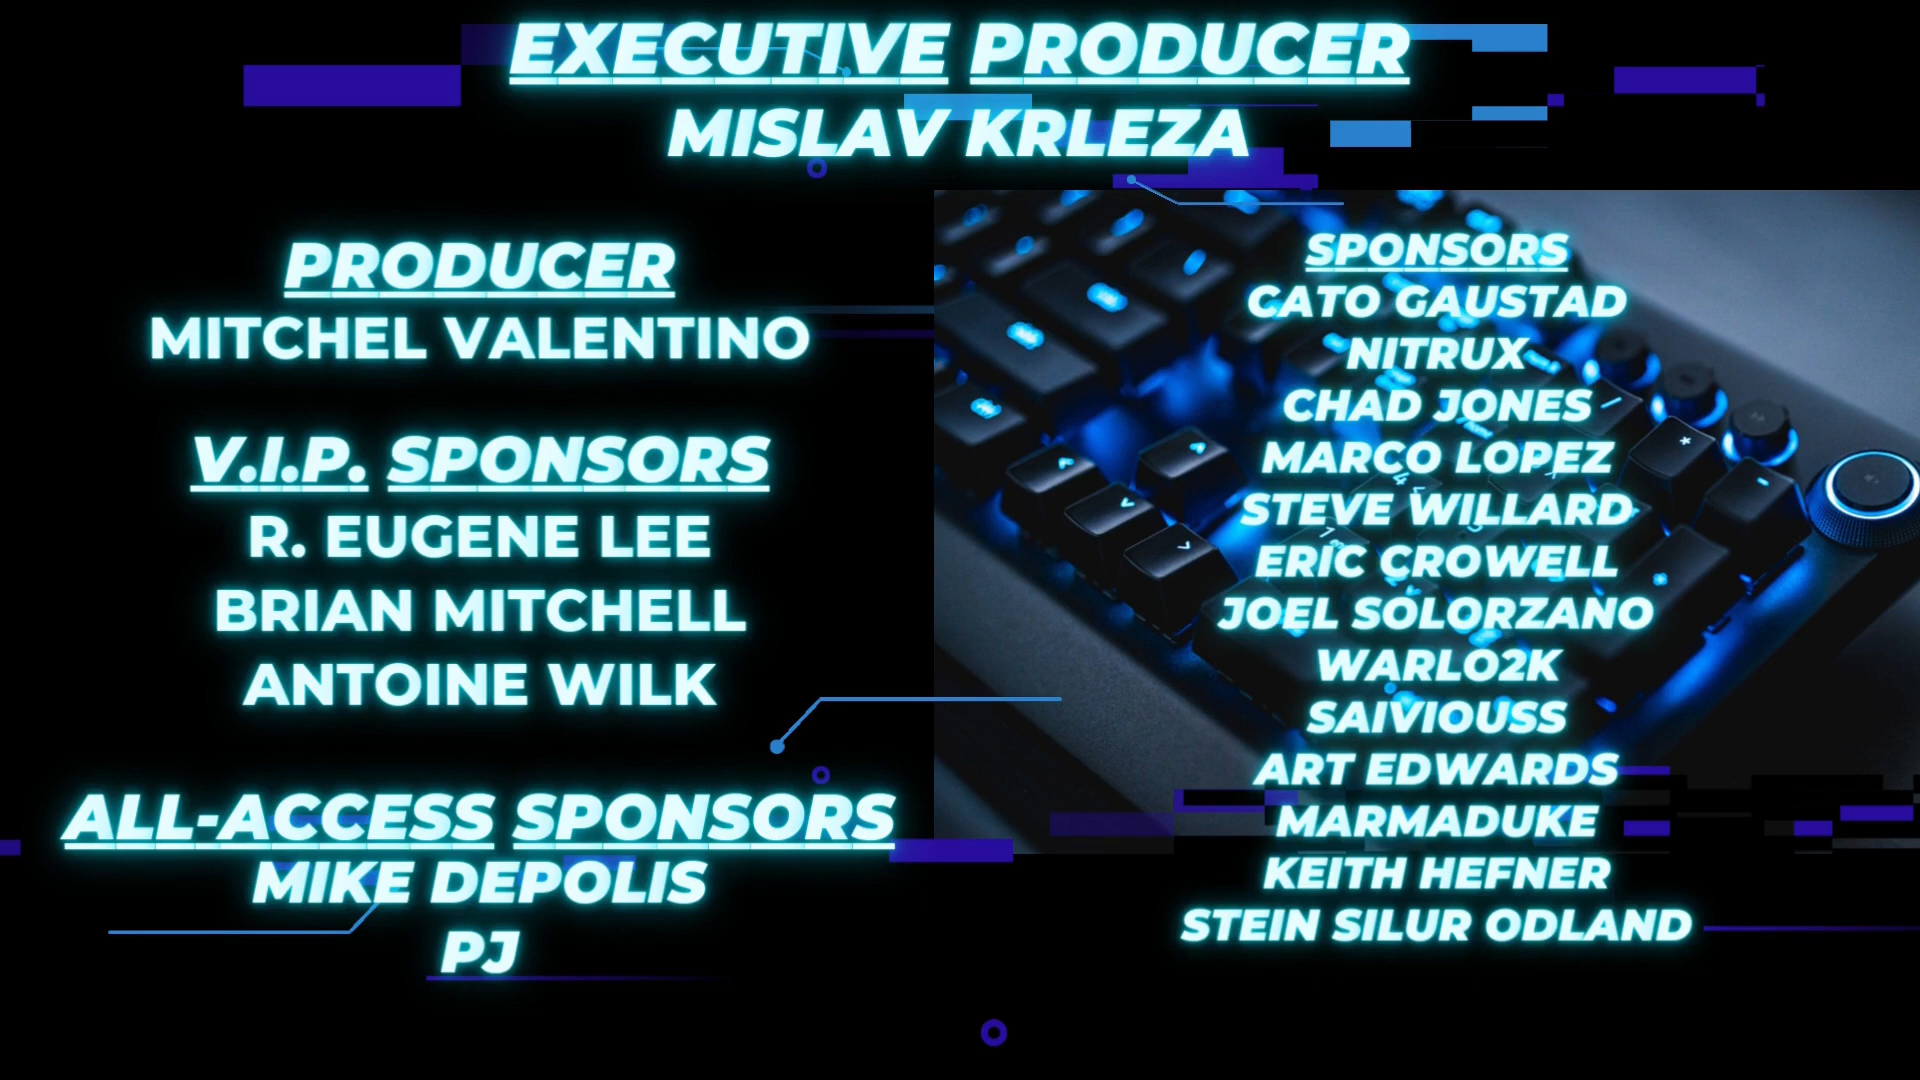 EXECUTIVE PRODUCER
MISLAV KRLEZA
PRODUCER
MITCHEL VALENTINO
V.I.P. SPONSORS
R. EUGENE LEE
BRIAN MITCHELL
ANTOINE WILK
ALL-ACCESS SPONSORS
MIKE DEPOLIS
PJ
SPONSORS
CATO GAUSTAD
NITRUX
CHAD JONES
MARCO LOPEZ
STEVE WILLARD
ERIC CROWELL
JOEL SOLORZANO
WARLO2K
SAIVIOUSS
ART EDWARDS
MARMADUKE
KEITH HEFNER
STEIN SILUR ODLAND